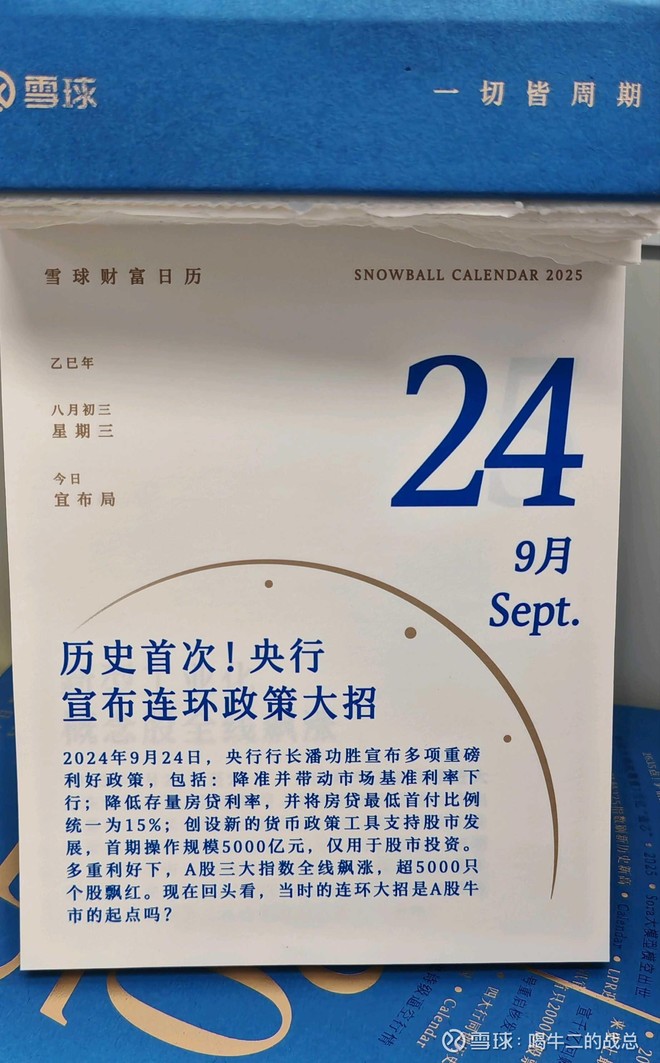 雪球
一切皆周期
雪球财富日历
SNOWBALL CALENDAR 2025
乙巳年
八月初三
星期三
今日
宜布局
24
9月
Sept.
历史首次！央行
宣布连环政策大招
2024年9月24日，央行行长潘功胜宣布多项重磅
利好政策，包括：降准并带动市场基准利率下
行；降低存量房贷利率，并将房贷最低首付比例
统一为15%；创设新的货币政策工具支持股市发
展，首期操作规模5000亿元，仅用于股市投资。
多重利好下，A股三大指数全线飙涨，超5000只
个股飘红。现在回头看，当时的连环大招是A股牛
市的起点吗？
Calendar
Calendar
雪球：喝牛二的战总